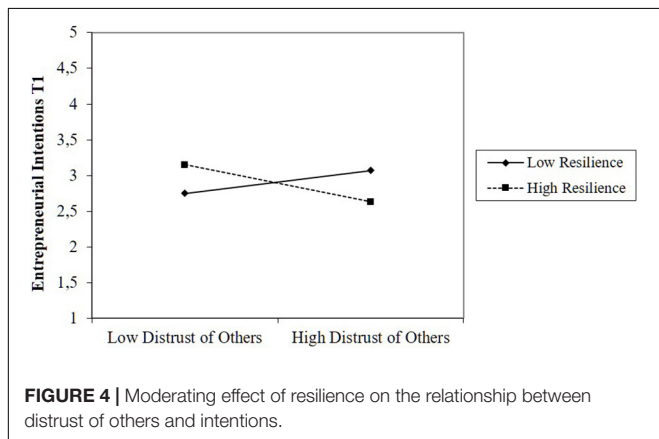 Entrepreneurial Intentions T1
5
4,5
4
3,5
3
2,5
2
1,5
1
Low Distrust of Others
High Distrust of Others
Low Resilience
High Resilience
FIGURE 4 | Moderating effect of resilience on the relationship between
distrust of others and intentions.